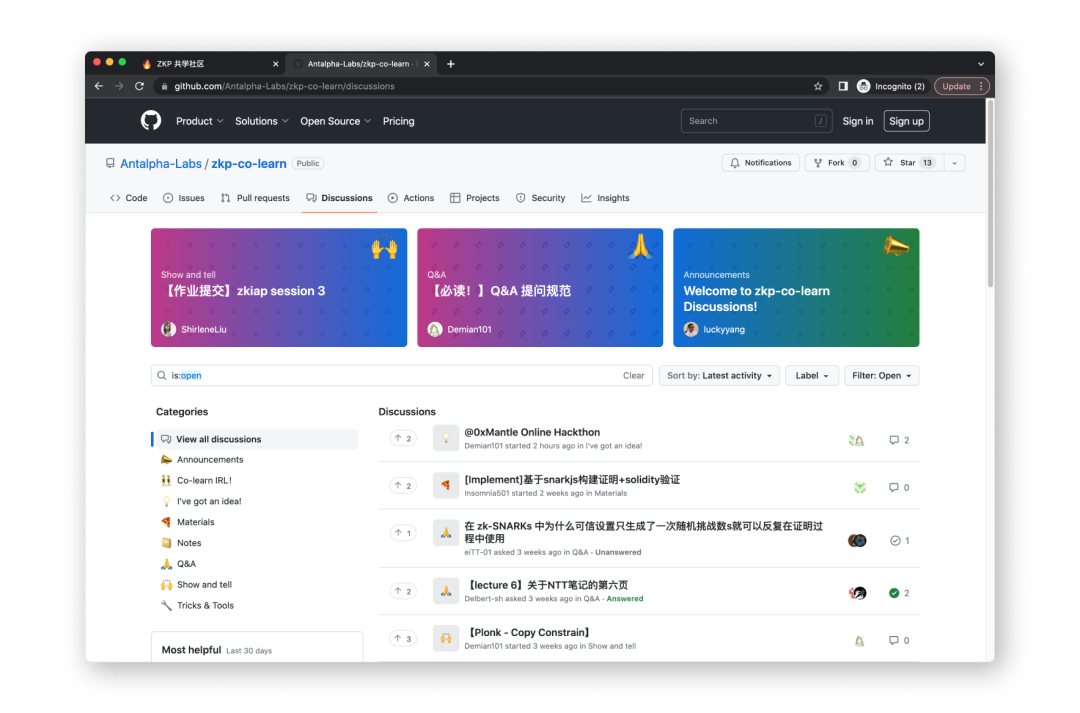 ZKP 共学社区
Antalpha-Labs/zkp-co-learn ·
github.com/Antalpha-Labs/zkp-co-learn/discussions
Incognito (2)
Update
Product
Solutions
Open Source
Pricing
Search
/
Sign in
Sign up
Antalpha-Labs / zkp-co-learn
Public
Notifications
Fork 0
Star 13
Code
Issues
Pull requests
Discussions
Actions
Projects
Security
Insights
Show and tell
【作业提交】zkiap session 3
ShirleneLiu
Q&A
【必读！】Q&A 提问规范
Demian101
Announcements
Welcome to zkp-co-learn
Discussions!
luckyyang
is:open
Clear
Sort by: Latest activity
Label
Filter: Open
Categories
View all discussions
Announcements
Co-learn IRL!
I've got an idea!
Materials
Notes
Q&A
Show and tell
Tricks & Tools
Most helpful Last 30 days
Discussions
2
@0xMantle Online Hackthon
Demian101 started 2 hours ago in I've got an idea!
2
2
[Implement]基于snarkjs构建证明+solidity验证
Insomnia501 started 2 weeks ago in Materials
0
1
在 zk-SNARKs 中为什么可信设置只生成了一次随机挑战数s就可以反复在证明过
程中使用
eiTT-01 asked 3 weeks ago in Q&A · Unanswered
1
2
【lecture 6】关于NTT笔记的第六页
Delbert-sh asked 3 weeks ago in Q&A · Answered
2
3
【Plonk - Copy Constrain】
Demian101 started 3 weeks ago in Show and tell
0